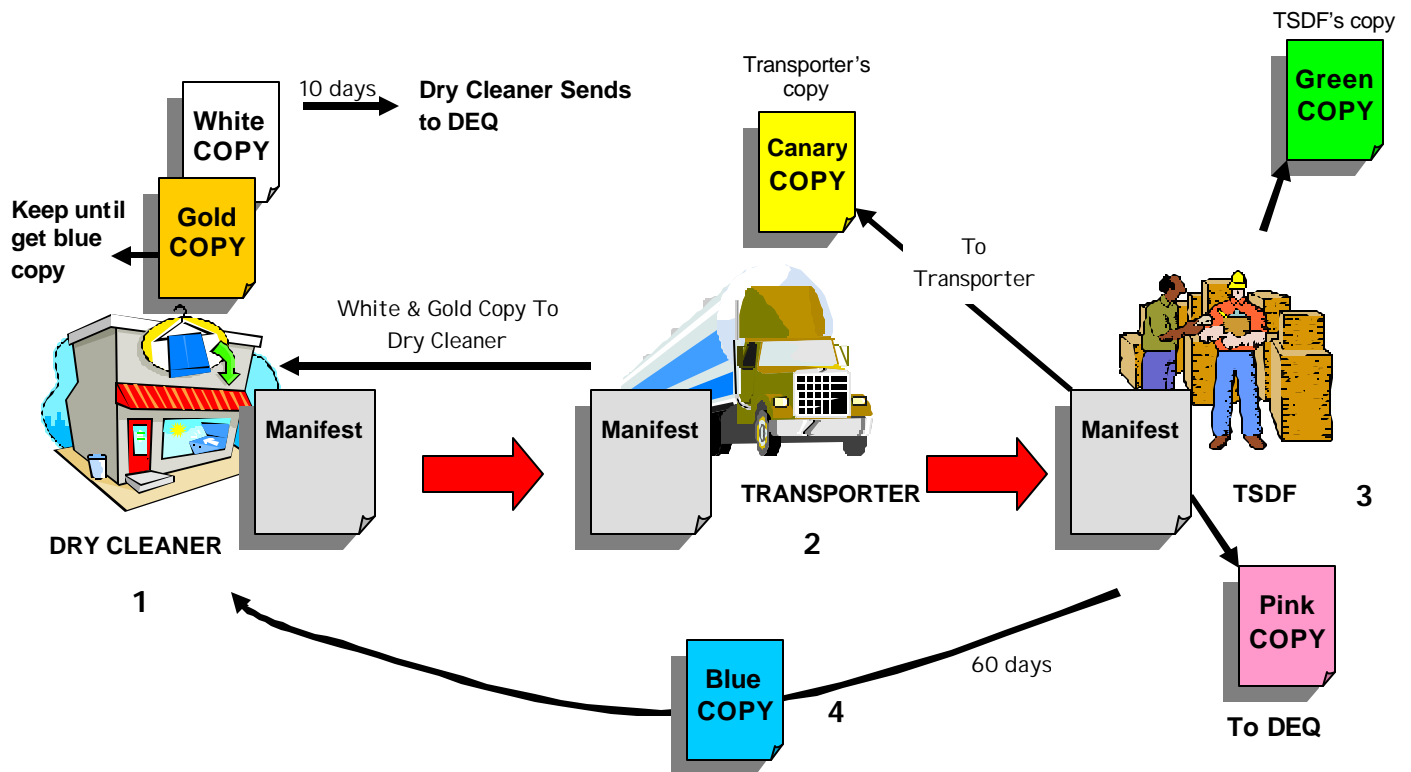 TSDF's copy
Green
COPY
Transporter's
copy
Canary
COPY
10 days
Dry Cleaner Sends
to DEQ
White
COPY
Keep until
get blue
copy
Gold
COPY
To
Transporter
White & Gold Copy To
Dry Cleaner
Manifest
Manifest
Manifest
DRY CLEANER
1
TRANSPORTER
2
TSDF
3
Pink
COPY
To DEQ
60 days
Blue
COPY
4